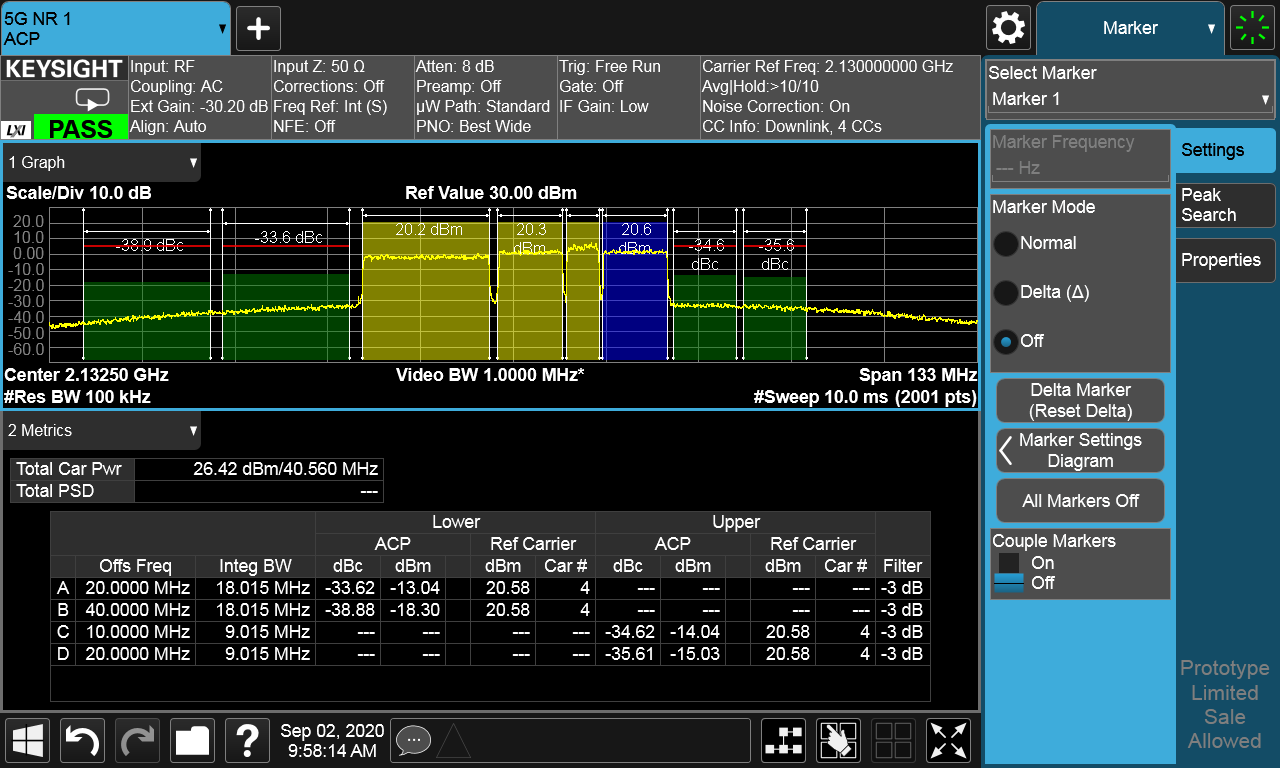 5G NR 1
ACP
Marker
KEYSIGHT
LXI
PASS
Input: RF
Coupling: AC
Ext Gain: -30.20 dB
Align: Auto
Input Z: 50 Ω
Corrections: Off
Freq Ref: Int (S)
NFE: Off
Atten: 8 dB
Preamp: Off
μW Path: Standard
PNO: Best Wide
Trig: Free Run
Gate: Off
IF Gain: Low
Carrier Ref Freq: 2.130000000 GHz
Avg|Hold:>10/10
Noise Correction: On
CC Info: Downlink, 4 CCs
1 Graph
Scale/Div 10.0 dB
Ref Value 30.00 dBm
20.0
10.0
0.00
-10.0
-20.0
-30.0
-40.0
-50.0
-60.0
-38.9 dBc
-33.6 dBc
20.2 dBm
20.3
dBm
20.6
dBm
-34.6
dBc
-35.6
dBc
Center 2.13250 GHz
Video BW 1.0000 MHz*
Span 133 MHz
#Res BW 100 kHz
#Sweep 10.0 ms (2001 pts)
2 Metrics
Total Car Pwr 26.42 dBm/40.560 MHz
Total PSD ---
Lower Upper
ACP Ref Carrier ACP Ref Carrier
Offs Freq Integ BW dBc dBm dBm Car # dBc dBm dBm Car # Filter
A 20.0000 MHz 18.015 MHz -33.62 -13.04 20.58 4 --- --- --- --- -3 dB
B 40.0000 MHz 18.015 MHz -38.88 -18.30 20.58 4 --- --- --- --- -3 dB
C 10.0000 MHz 9.015 MHz --- --- --- --- -34.62 -14.04 20.58 4 -3 dB
D 20.0000 MHz 9.015 MHz --- --- --- --- -35.61 -15.03 20.58 4 -3 dB
Sep 02, 2020
9:58:14 AM
Select Marker
Marker 1
Marker Frequency
--- Hz
Marker Mode
Normal
Delta (Δ)
Off
Delta Marker
(Reset Delta)
Marker Settings
Diagram
All Markers Off
Couple Markers
On
Off
Settings
Peak
Search
Properties
Prototype
Limited
Sale
Allowed